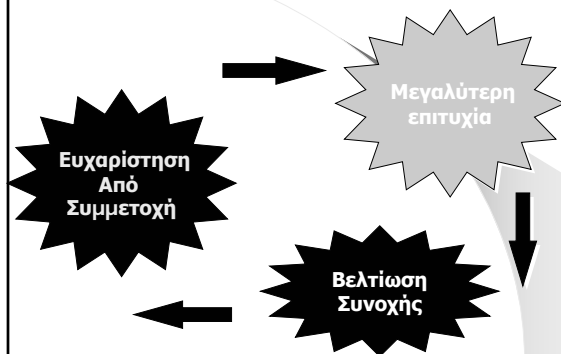 Μεγαλύτερη
επιτυχία
Ευχαρίστηση
Από
Συμμετοχή
Βελτίωση
Συνοχής